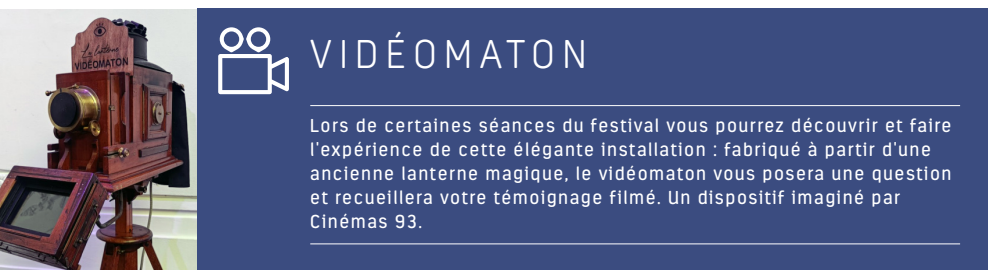 La Lanterne
VIDÉOMATON
VIDÉOMATON
Lors de certaines séances du festival vous pourrez découvrir et faire
l'expérience de cette élégante installation : fabriqué à partir d'une
ancienne lanterne magique, le vidéomaton vous posera une question
et recueillera votre témoignage filmé. Un dispositif imaginé par
Cinémas 93.